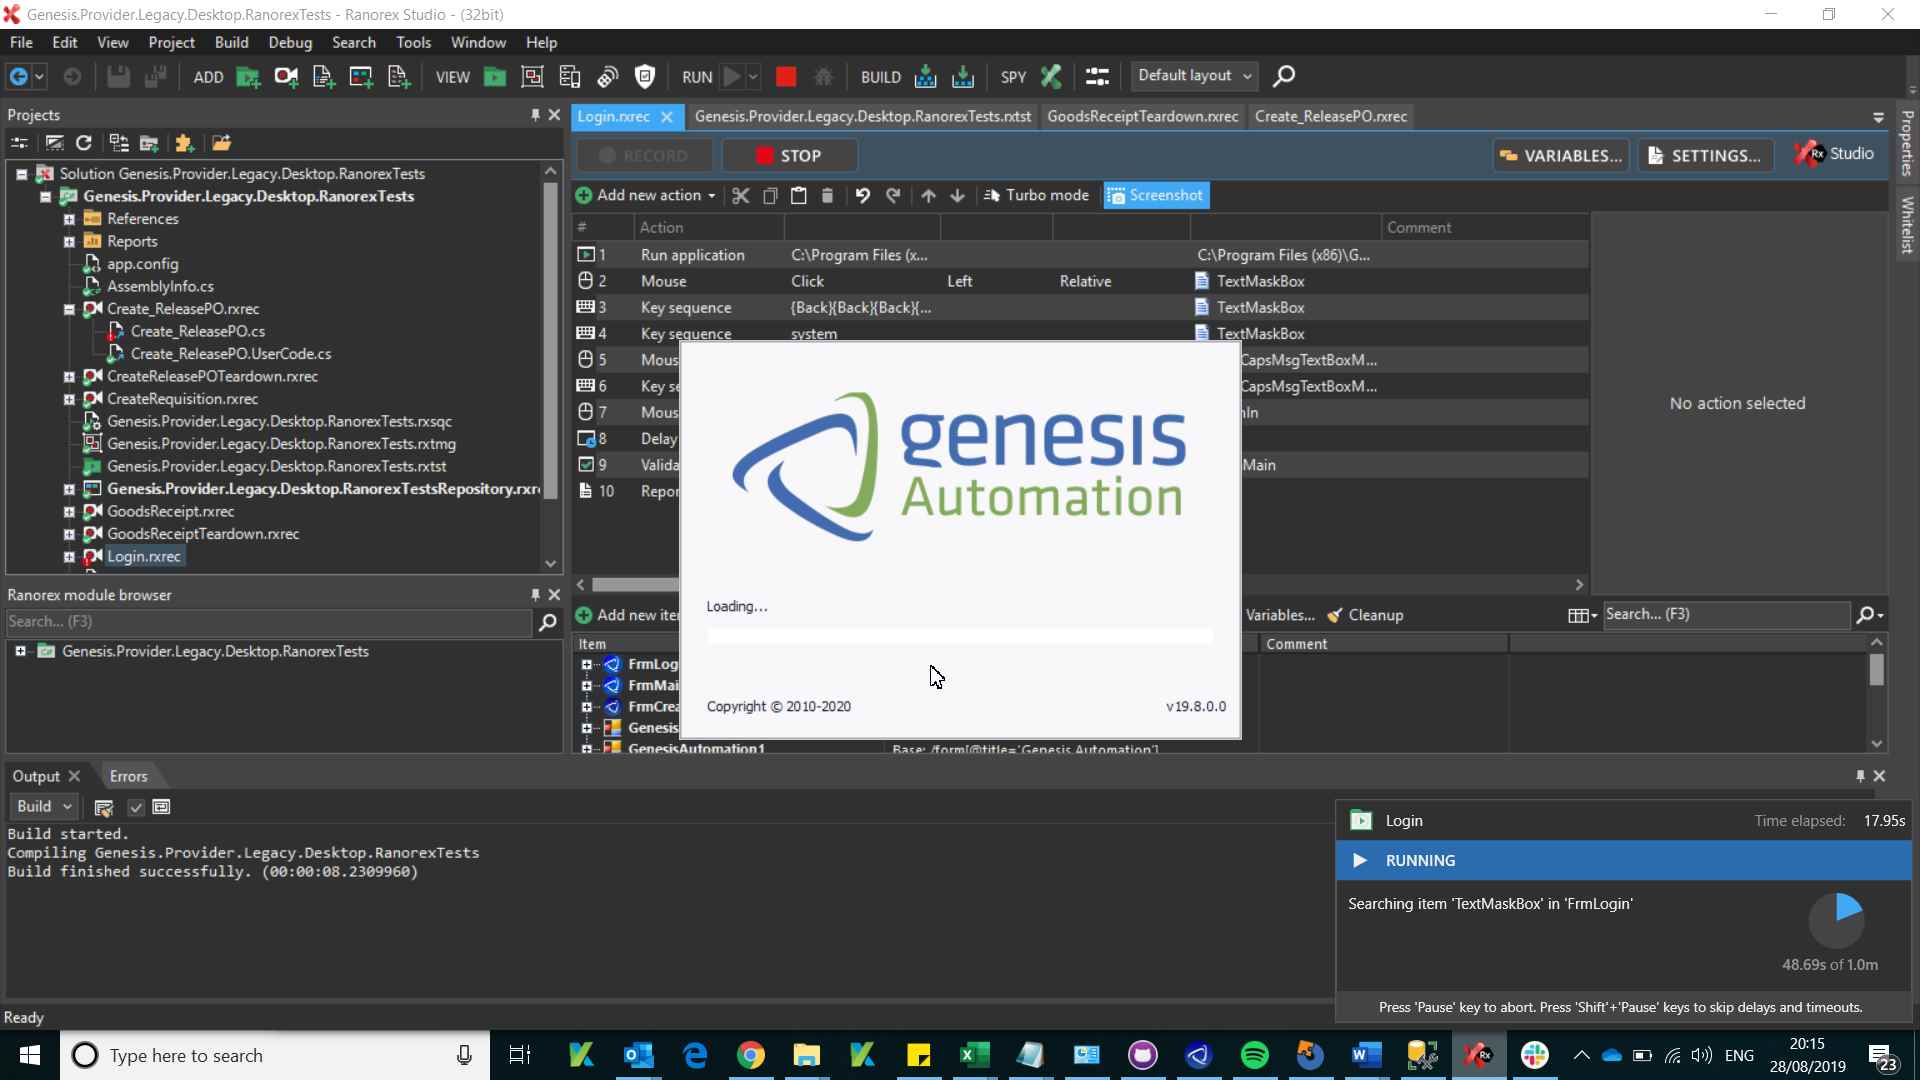 Genesis.Provider.Legacy.Desktop.RanorexTests - Ranorex Studio - (32bit)
File Edit View Project Build Debug Search Tools Window Help
ADD VIEW RUN BUILD SPY Default layout
Projects
Login.rxrec Genesis.Provider.Legacy.Desktop.RanorexTests.rxtst GoodsReceiptTeardown.rxrec Create_ReleasePO.rxrec
Properties
Whitelist
RECORD STOP VARIABLES... SETTINGS... Rx Studio
Add new action Turbo mode Screenshot
# Action Comment
1 Run application C:\Program Files (x... C:\Program Files (x86)\G...
2 Mouse Click Left Relative TextMaskBox
3 Key sequence {Back}{Back}{Back}{... TextMaskBox
4 Key sequence system TextMaskBox
5 Mous CapsMsgTextBoxM...
6 Key se CapsMsgTextBoxM...
7 Mous
8 Delay
9 Valida Main
10 Repor
No action selected
Solution Genesis.Provider.Legacy.Desktop.RanorexTests
Genesis.Provider.Legacy.Desktop.RanorexTests
References
Reports
app.config
AssemblyInfo.cs
Create_ReleasePO.rxrec
Create_ReleasePO.cs
Create_ReleasePO.UserCode.cs
CreateReleasePOTeardown.rxrec
CreateRequisition.rxrec
Genesis.Provider.Legacy.Desktop.RanorexTests.rxsqc
Genesis.Provider.Legacy.Desktop.RanorexTests.rxtmg
Genesis.Provider.Legacy.Desktop.RanorexTests.rxtst
Genesis.Provider.Legacy.Desktop.RanorexTestsRepository.rxr
GoodsReceipt.rxrec
GoodsReceiptTeardown.rxrec
Login.rxrec
genesis
Automation
Loading...
Copyright © 2010-2020 v19.8.0.0
Ranorex module browser
Search... (F3)
Genesis.Provider.Legacy.Desktop.RanorexTests
Add new ite Variables... Cleanup Search... (F3)
Item Comment
FrmLog
FrmMai
FrmCrea
Genesis
GenesisAutomation1 Base: /form[@title='Genesis Automation']
Output Errors
Build
Build started.
Compiling Genesis.Provider.Legacy.Desktop.RanorexTests
Build finished successfully. (00:00:08.2309960)
Login Time elapsed: 17.95s
RUNNING
Searching item 'TextMaskBox' in 'FrmLogin'
48.69s of 1.0m
Press 'Pause' key to abort. Press 'Shift'+'Pause' keys to skip delays and timeouts.
Ready
Type here to search
ENG
20:15
28/08/2019
23